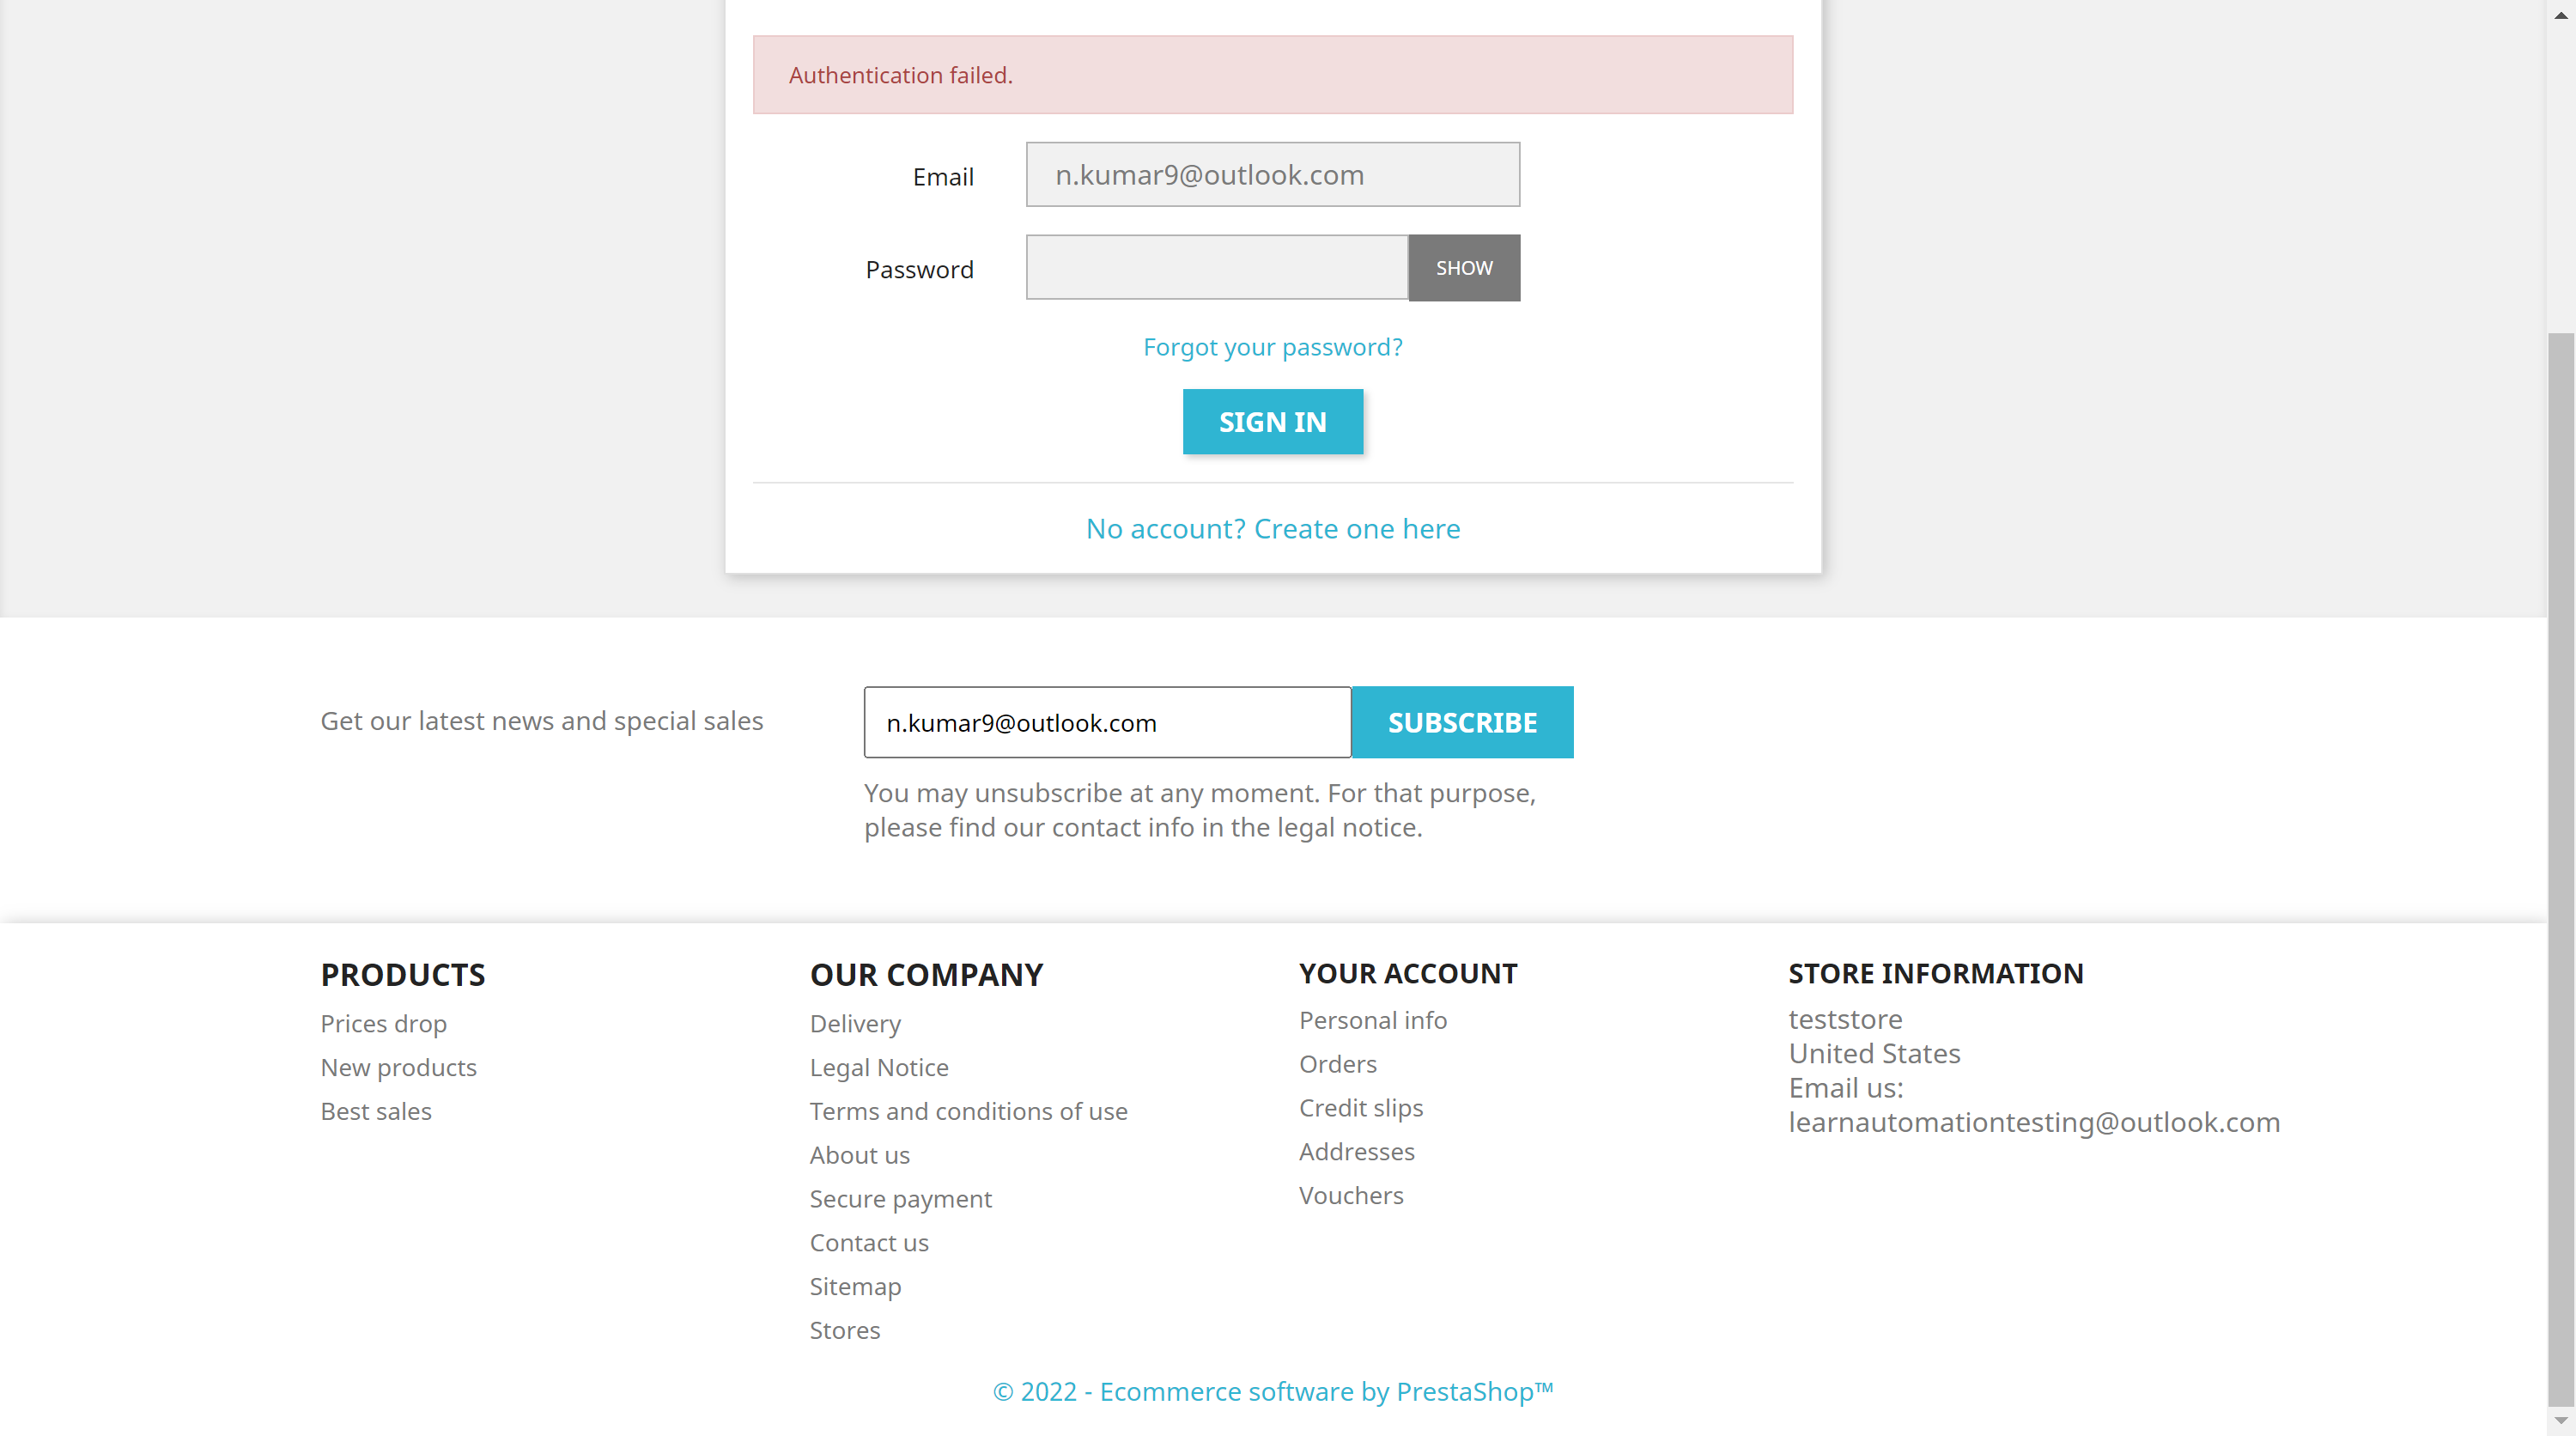 Authentication failed.
Email
n.kumar9@outlook.com
Password
SHOW
Forgot your password?
SIGN IN
No account? Create one here
Get our latest news and special sales
n.kumar9@outlook.com
SUBSCRIBE
You may unsubscribe at any moment. For that purpose,
please find our contact info in the legal notice.
PRODUCTS
Prices drop
New products
Best sales
OUR COMPANY
Delivery
Legal Notice
Terms and conditions of use
About us
Secure payment
Contact us
Sitemap
Stores
YOUR ACCOUNT
Personal info
Orders
Credit slips
Addresses
Vouchers
STORE INFORMATION
teststore
United States
Email us:
learnautomationtesting@outlook.com
© 2022 - Ecommerce software by PrestaShop™